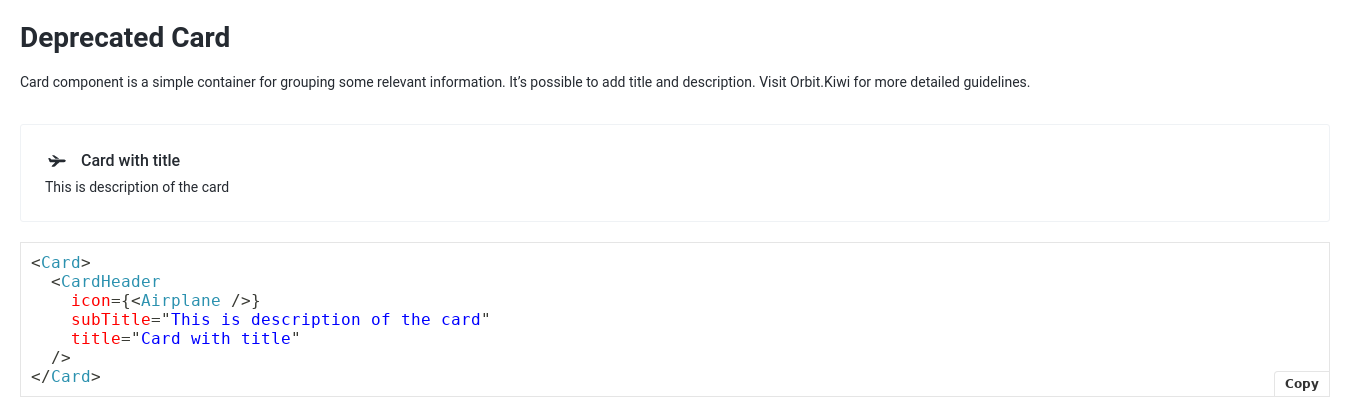 Deprecated Card
Card component is a simple container for grouping some relevant information. It’s possible to add title and description. Visit Orbit.Kiwi for more detailed guidelines.
Card with title
This is description of the card
<Card>
  <CardHeader
    icon={<Airplane />}
    subTitle="This is description of the card"
    title="Card with title"
  />
</Card>
Copy